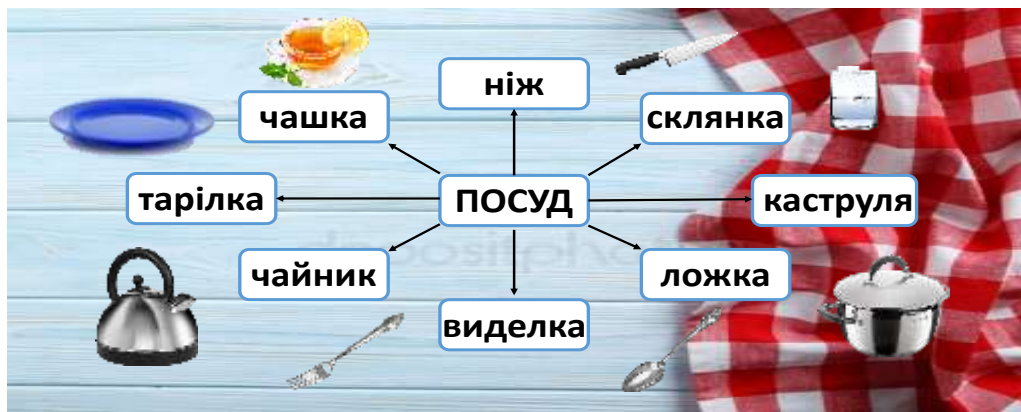 ніж
чашка
склянка
тарілка
ПОСУД
каструля
чайник
ложка
виделка